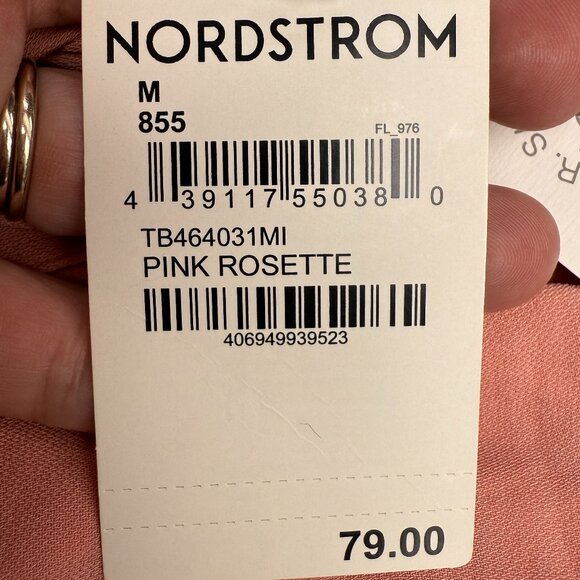 NORDSTROM
M
855
FL_976
4 39117 55038 0
TB464031MI
PINK ROSETTE
406949939523
79.00